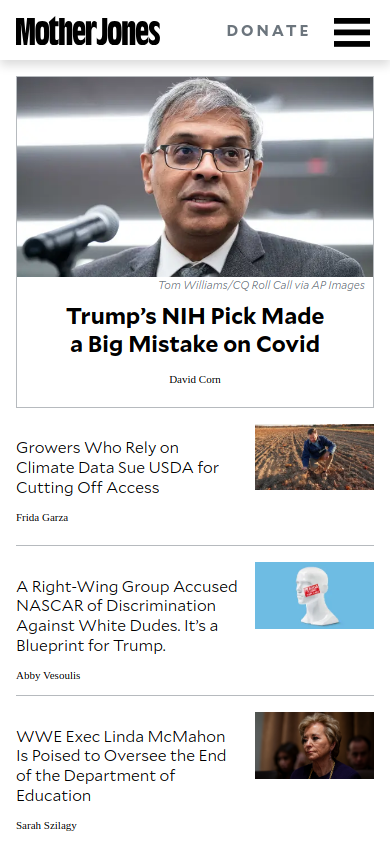 Mother Jones
DONATE
Tom Williams/CQ Roll Call via AP Images
Trump’s NIH Pick Made
a Big Mistake on Covid
David Corn
Growers Who Rely on
Climate Data Sue USDA for
Cutting Off Access
Frida Garza
A Right-Wing Group Accused
NASCAR of Discrimination
Against White Dudes. It’s a
Blueprint for Trump.
Abby Vesoulis
WWE Exec Linda McMahon
Is Poised to Oversee the End
of the Department of
Education
Sarah Szilagy